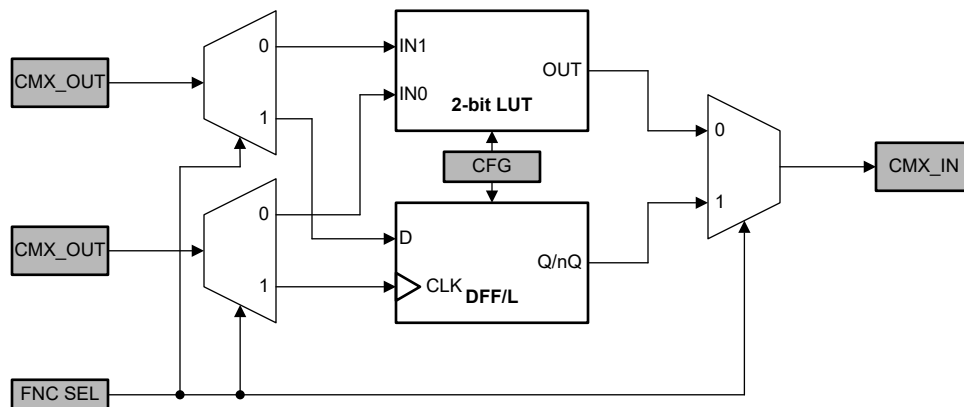 0
IN1
CMX_OUT
OUT
IN0
2-bit LUT
1
0
CFG
CMX_IN
1
0
D
CMX_OUT
Q/nQ
1
CLK
DFF/L
FNC SEL